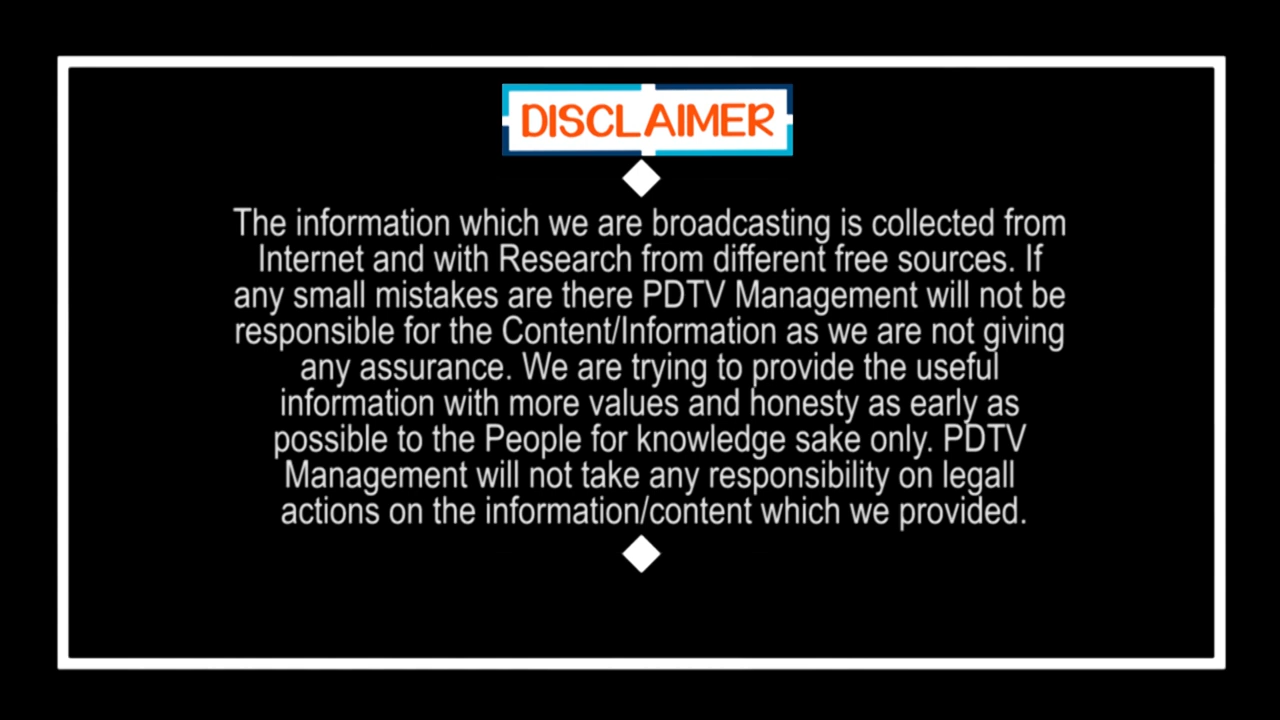 DISCLAIMER
The information which we are broadcasting is collected from
Internet and with Research from different free sources. If
any small mistakes are there PDTV Management will not be
responsible for the Content/Information as we are not giving
any assurance. We are trying to provide the useful
information with more values and honesty as early as
possible to the People for knowledge sake only. PDTV
Management will not take any responsibility on legall
actions on the information/content which we provided.